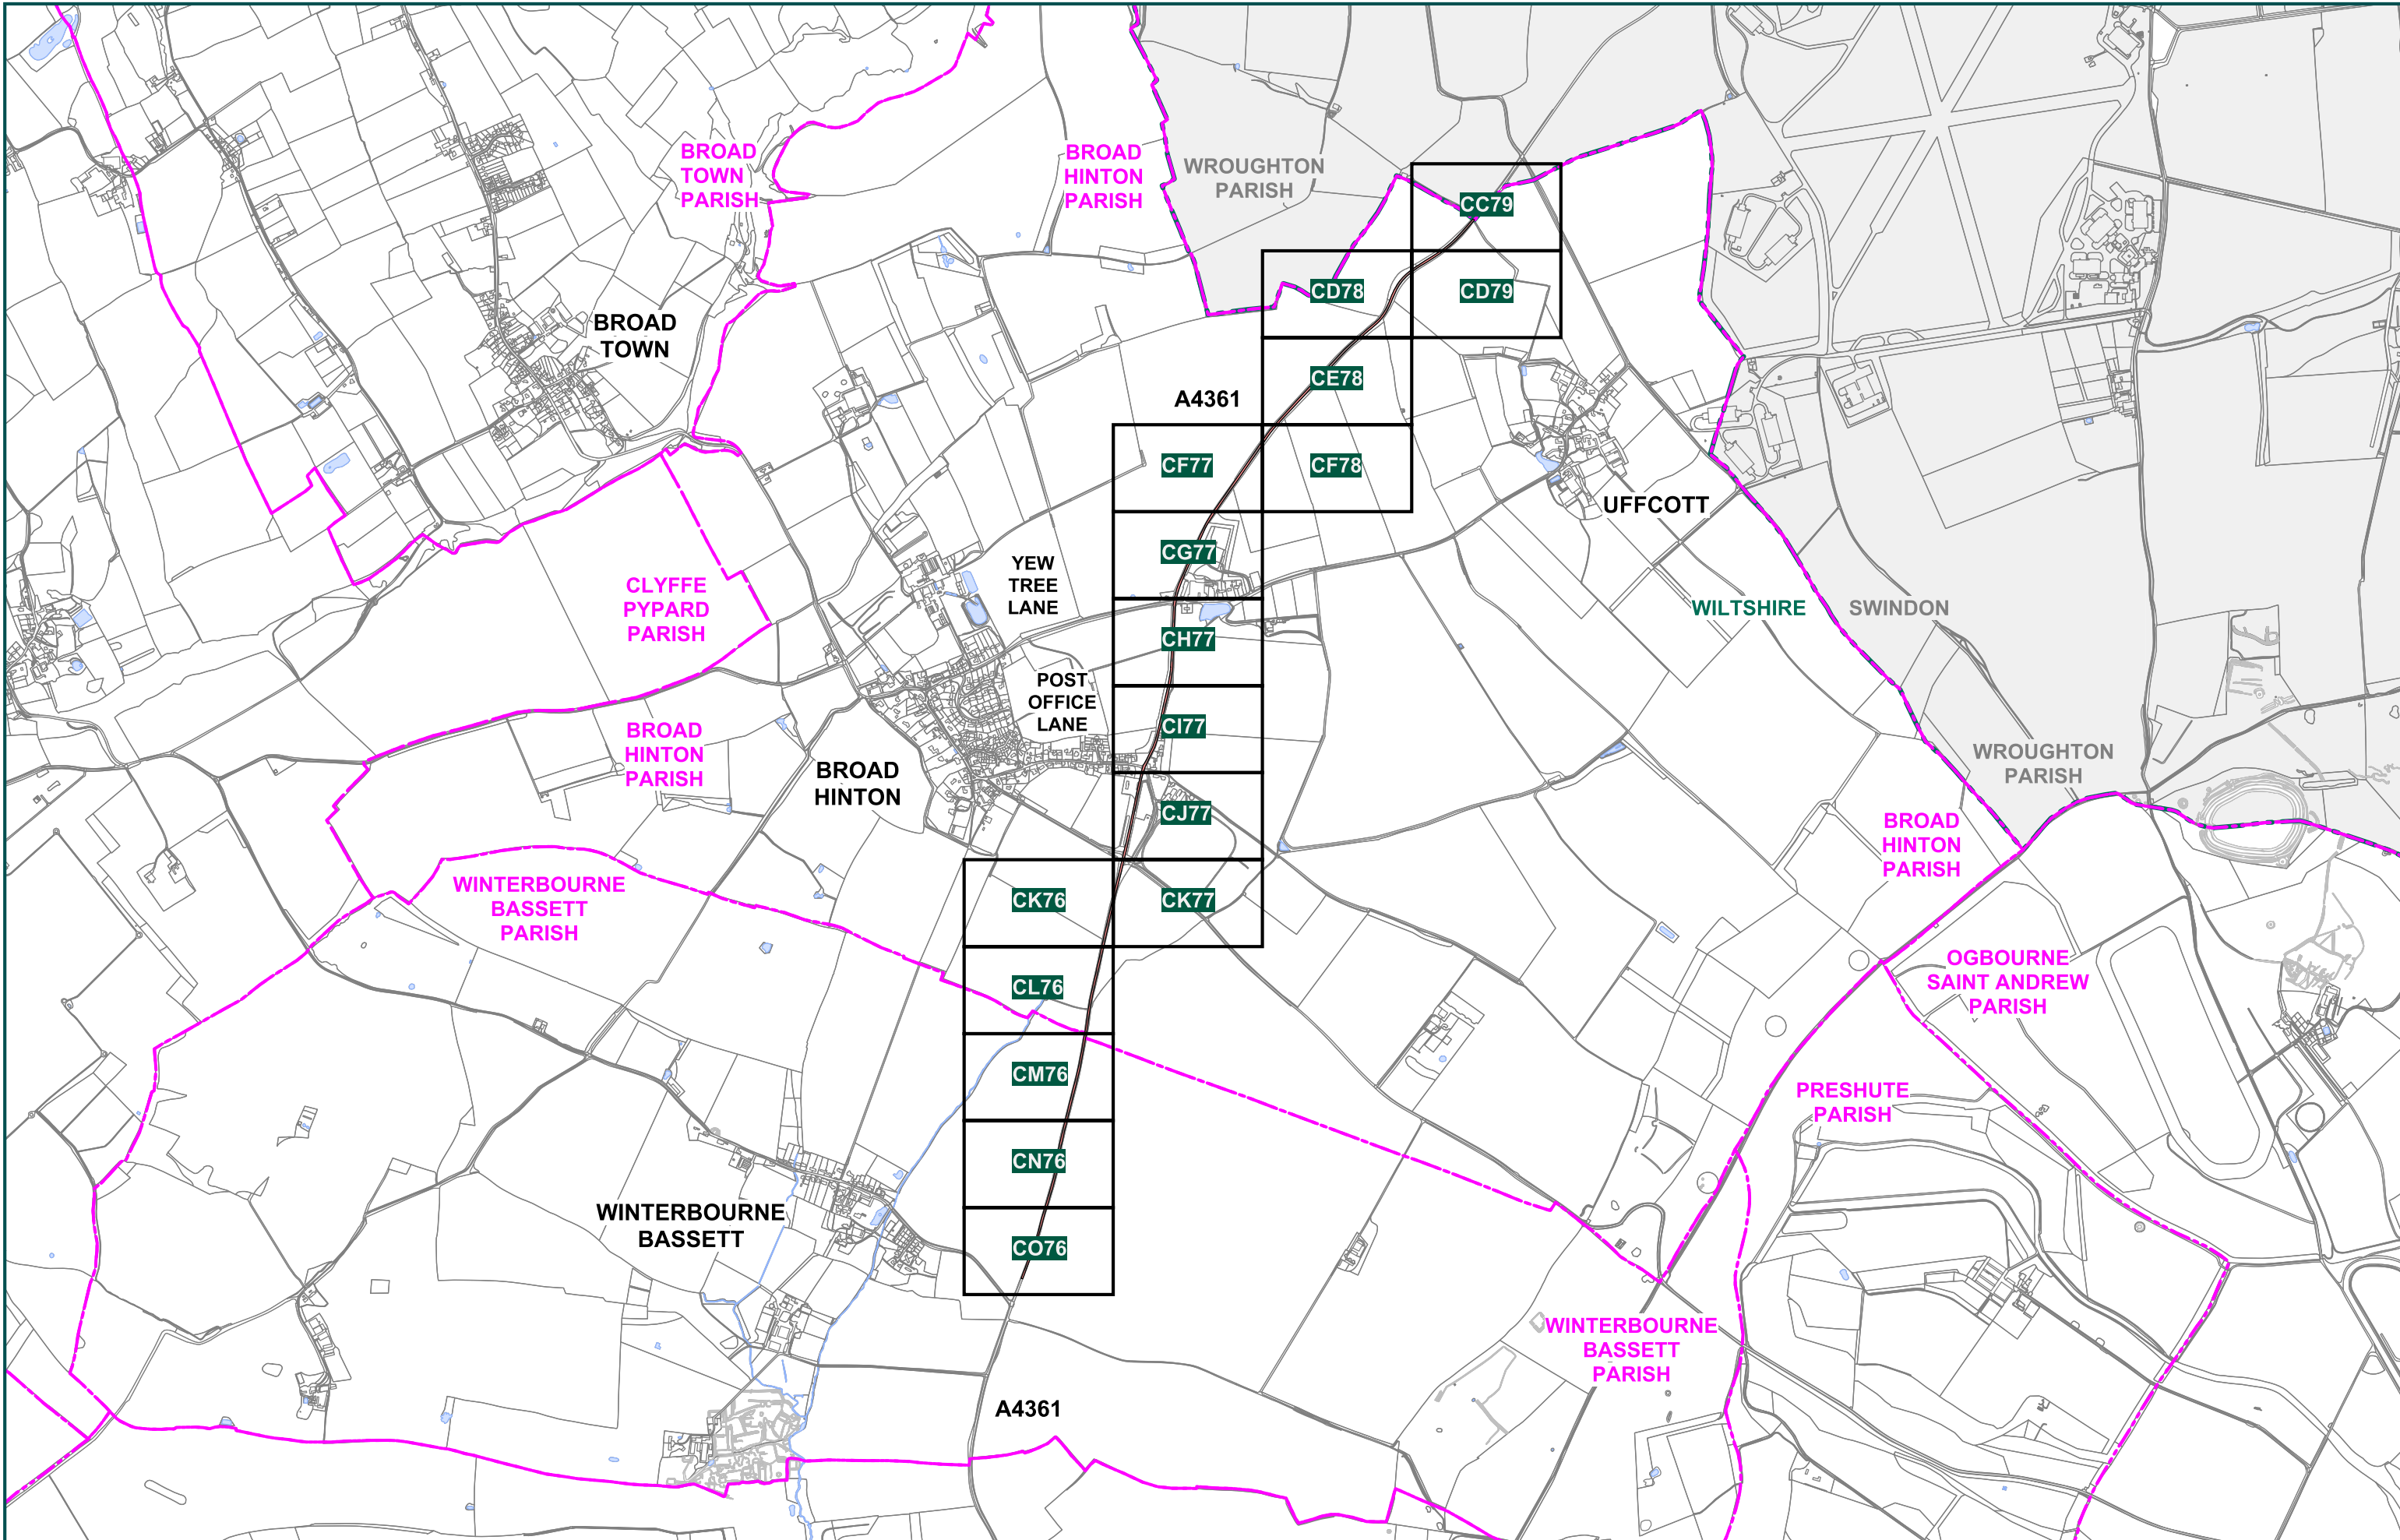 BROAD
TOWN
PARISH
BROAD
HINTON
PARISH
WROUGHTON
PARISH
CC79
CD78
CD79
BROAD
TOWN
CE78
A4361
CF77
CF78
UFFCOTT
CG77
YEW
TREE
LANE
CLYFFE
PYPARD
PARISH
WILTSHIRE
SWINDON
CH77
POST
OFFICE
LANE
CI77
BROAD
HINTON
PARISH
BROAD
HINTON
WROUGHTON
PARISH
CJ77
BROAD
HINTON
PARISH
WINTERBOURNE
BASSETT
PARISH
CK76
CK77
CL76
OGBOURNE
SAINT ANDREW
PARISH
CM76
PRESHUTE
PARISH
CN76
WINTERBOURNE
BASSETT
CO76
WINTERBOURNE
BASSETT
PARISH
A4361